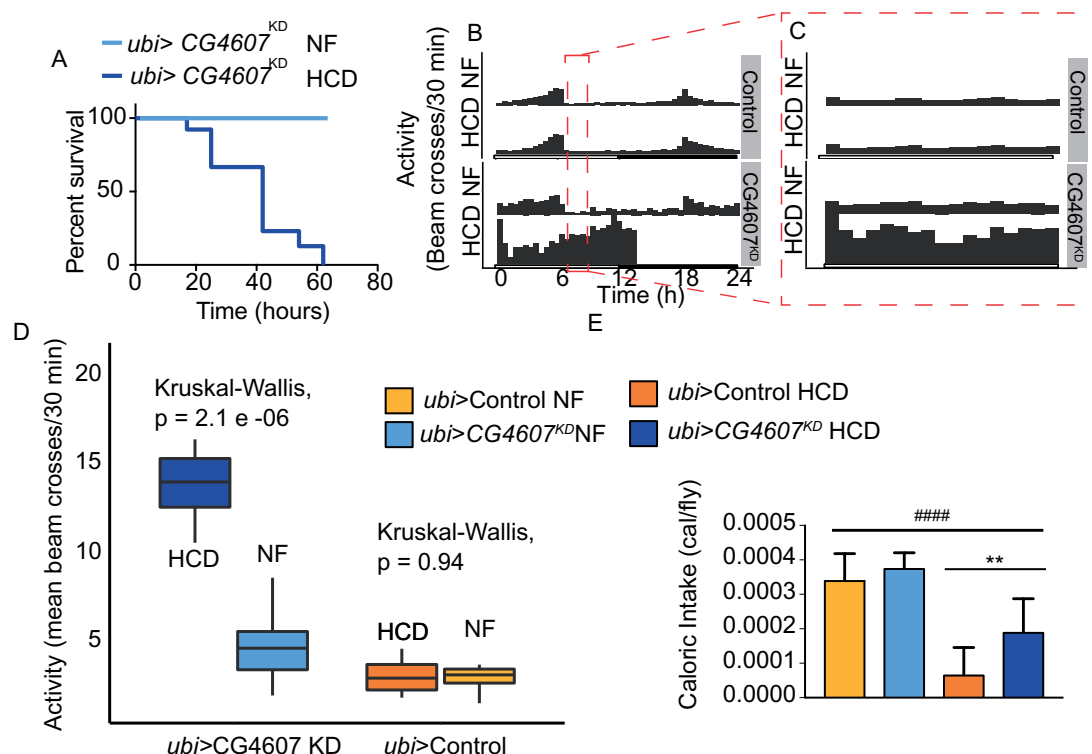 A
ubi> CG4607KD NF
ubi> CG4607KD HCD
Percent survival
100
50
0
0 20 40 60 80
Time (hours)
B
Activity
(Beam crosses/30 min)
HCD NF
Control
HCD NF
CG4607KD
0 6 12 18 24
Time (h)
C
HCD NF
Control
HCD NF
CG4607KD
D
Activity (mean beam crosses/30 min)
20
15
10
5
Kruskal-Wallis,
p = 2.1 e -06
HCD
NF
Kruskal-Wallis,
p = 0.94
HCD
NF
ubi>CG4607 KD
ubi>Control
E
ubi>Control NF
ubi>Control HCD
ubi>CG4607KDNF
ubi>CG4607KD HCD
Caloric Intake (cal/fly)
0.0005
0.0004
0.0003
0.0002
0.0001
0.0000
####
**